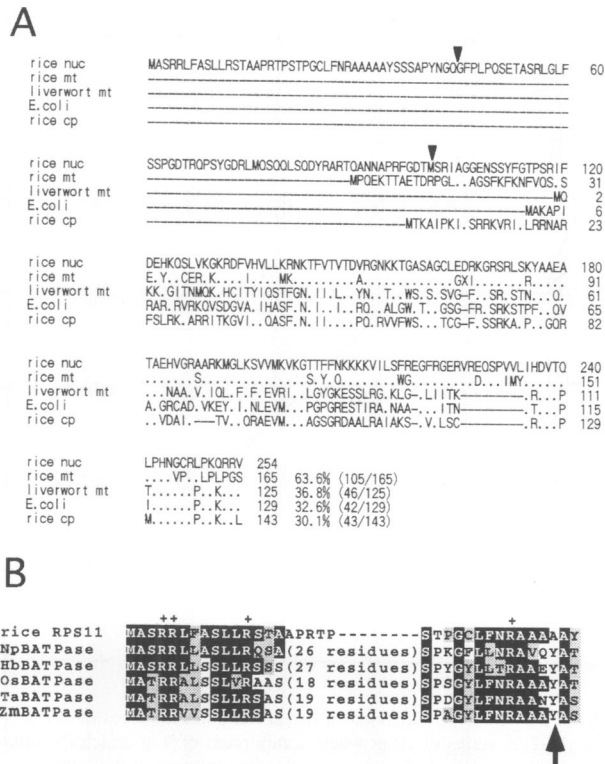 A
rice nuc MASRRLFASLLRSTAAPRTPSTPGCLFNRAAAAAYSSSAPYNGQGFPLPQSETASRLGLF 60
rice mt
liverwort mt
E.coli
rice cp
rice nuc SSPGDTRQPSYGDRLMQSQQLSQDYRARTQANNAPRFGDTMSRIAGGENSSYFGTPSRIF 120
rice mt MPQEKTTAETDRPGL..AGSFKFKNFVQS.S 31
liverwort mt MQ 2
E.coli MAKAPI 6
rice cp MTKAIPKI.SRRKVRI.LRRNAR 23
rice nuc DEHKQSLVKGKRDFVHVLLKRNKTFVTVTDVRGNKKTGASAGCLEDRKGRSRLSKYAAEA 180
rice mt E.Y..CER.K....I....MK..........A............GXI......R...... 91
liverwort mt KK.GITNMQK.HCITYIQSTFGN.II.L..YN..T..WS.S.SVG-F..SR.STN...Q. 61
E.coli RAR.RVRKQVSDGVA.IHASF.N.I...I..RQ..ALGW.T..GSG-FR.SRKSTPF..QV 65
rice cp FSLRK.ARRITKGVI..QASF.N.II...PQ.RVVFWS...TCG-F.SSRKA.P..GQR 82
rice nuc TAEHVGRAARKMGLKSVVMKVKGTTFFNKKKKVILSFREGFRGERVREQSPVVLIHDVTQ 240
rice mt ......S..............S.Y.Q.......WG...........D...IMY...... 151
liverwort mt ...NAA.V.IQL.F.F.EVRI..LGYGKESSLRG.KLG-.LIITK--------.R...P 111
E.coli A.GRCAD.VKEY.I.NLEVM...PGPGRESTIRA.NAA-..ITN--------.T...P 115
rice cp ..VDAI...-TV..QRAEVM...AGSGRDAALRAIAKS-.V.LSC--------.R...P 129
rice nuc LPHNGCRLPKQRRV 254
rice mt ....VP..LPLPGS 165 63.6% (105/165)
liverwort mt T......P..K... 125 36.8% (46/125)
E.coli I......P..K... 129 32.6% (42/129)
rice cp M......P..K..L 143 30.1% (43/143)
B
++ + +
rice RPS11 MASRRLFASLLRSTAAPRTP--------STPGCLFNRAAAAAY
NpBATPase MASRRLLASLLRQSA(26 residues)SPKGFLLNRAVQYAT
HbBATPase MASRRLLSSLLRSSS(27 residues)SPYGYLLTRAAEYAT
OsBATPase MATRRALSSLVRAAS(18 residues)SPSGYLFNRAAAYAT
TaBATPase MATRRALSSLLRSAS(19 residues)SPDGYLFNRAANYAT
ZmBATPase MATRRVVSSLLRSAS(19 residues)SPAGYLFNRAAAYAS